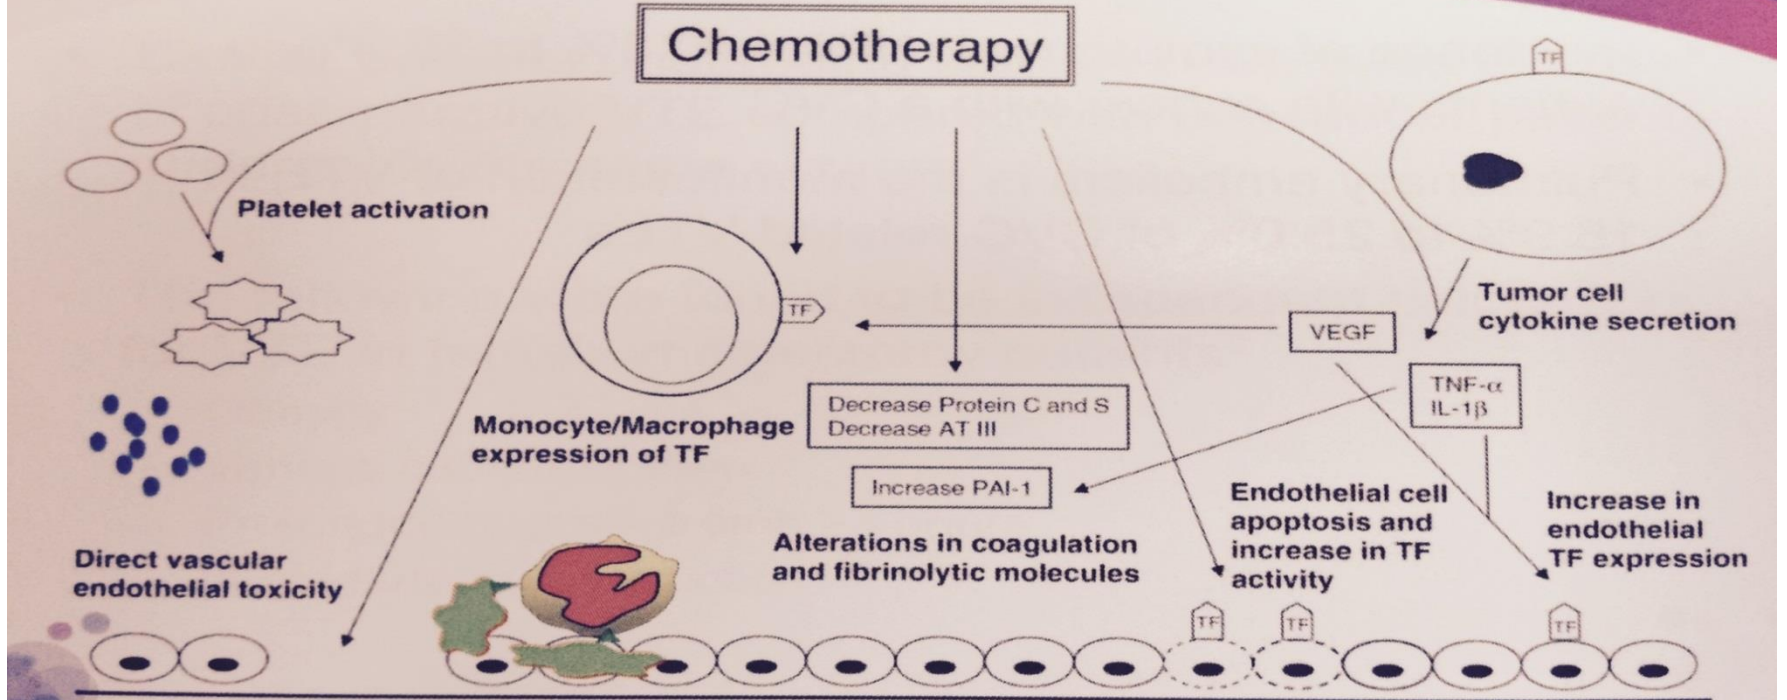 Chemotherapy
TF
Platelet activation
TF
Tumor cell
cytokine secretion
VEGF
TNF-α
IL-1β
Decrease Protein C and S
Decrease AT III
Monocyte/Macrophage
expression of TF
Increase PAI-1
Endothelial cell
apoptosis and
increase in TF
activity
Increase in
endothelial
TF expression
Alterations in coagulation
and fibrinolytic molecules
Direct vascular
endothelial toxicity
TF
TF
TF